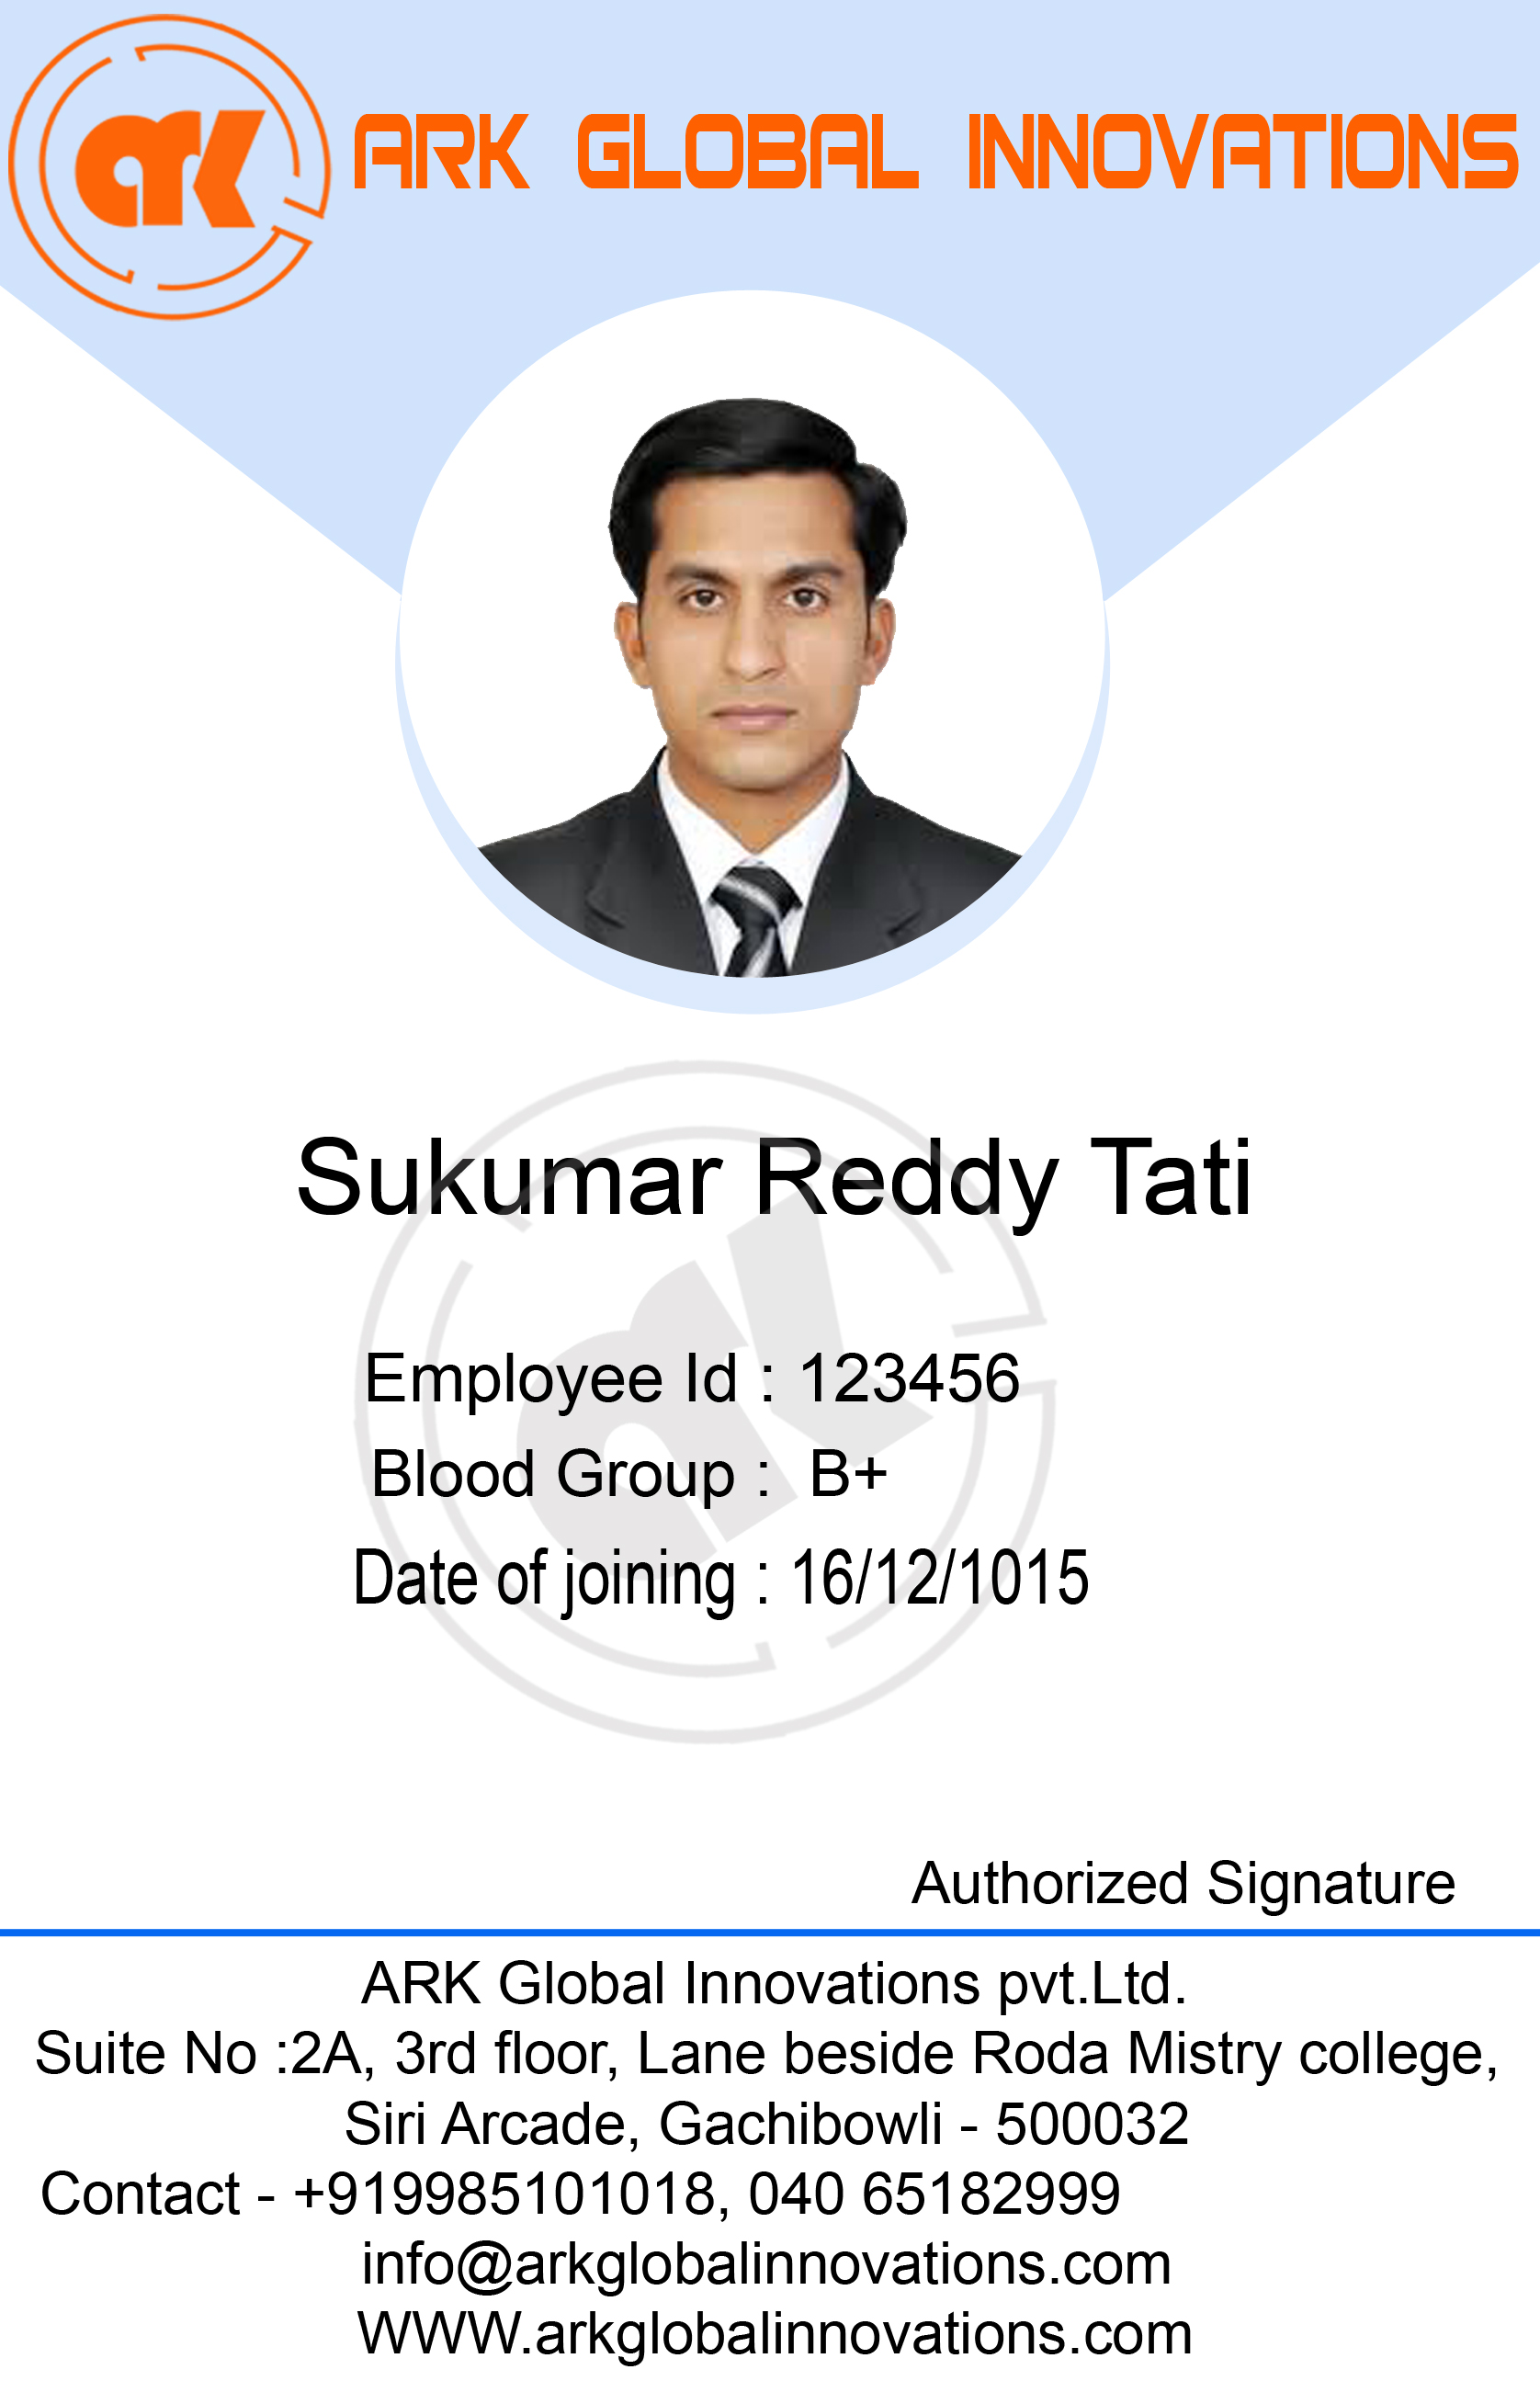 ark
ARK GLOBAL INNOVATIONS
Sukumar Reddy Tati
Employee Id : 123456
Blood Group : B+
Date of joining : 16/12/1015
Authorized Signature
ARK Global Innovations pvt.Ltd.
Suite No :2A, 3rd floor, Lane beside Roda Mistry college,
Siri Arcade, Gachibowli - 500032
Contact - +919985101018, 040 65182999
info@arkglobalinnovations.com
WWW.arkglobalinnovations.com